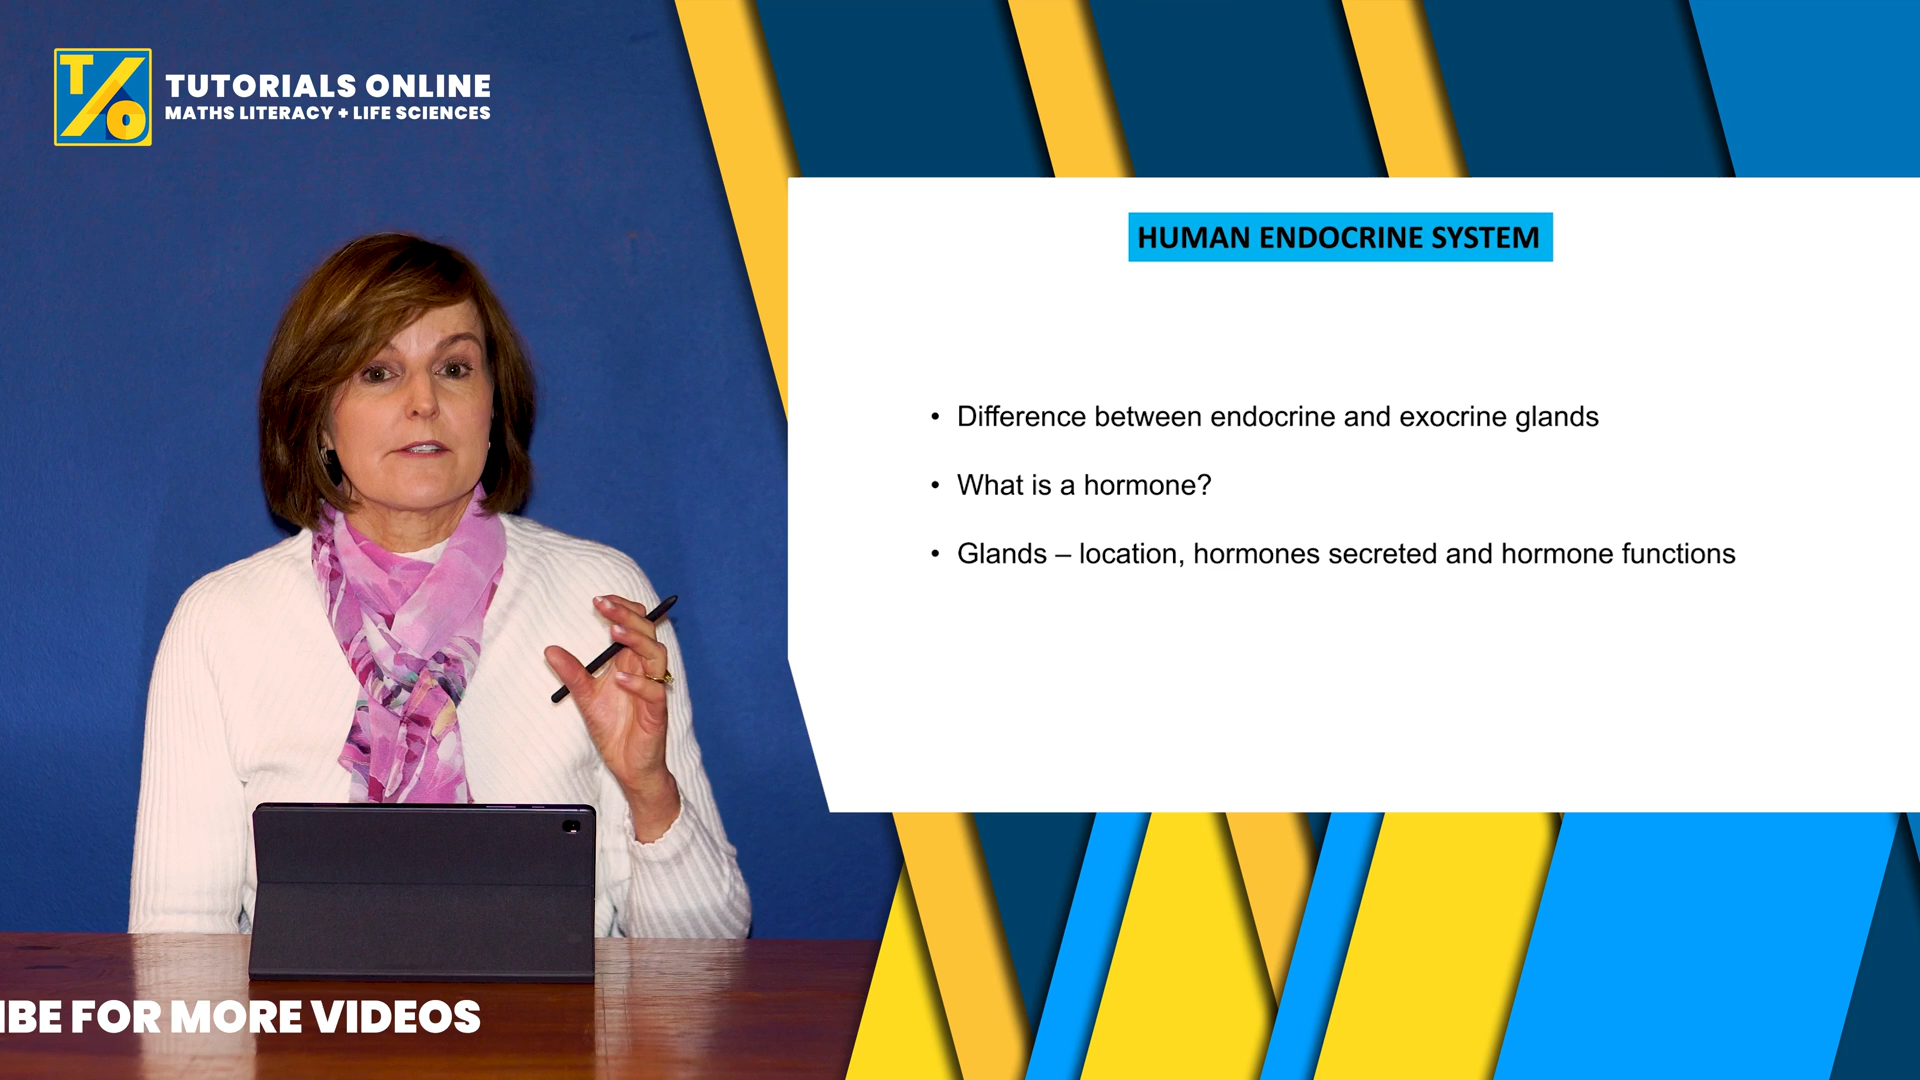 T/O
TUTORIALS ONLINE
MATHS LITERACY + LIFE SCIENCES
HUMAN ENDOCRINE SYSTEM
• Difference between endocrine and exocrine glands
• What is a hormone?
• Glands – location, hormones secreted and hormone functions
IBE FOR MORE VIDEOS